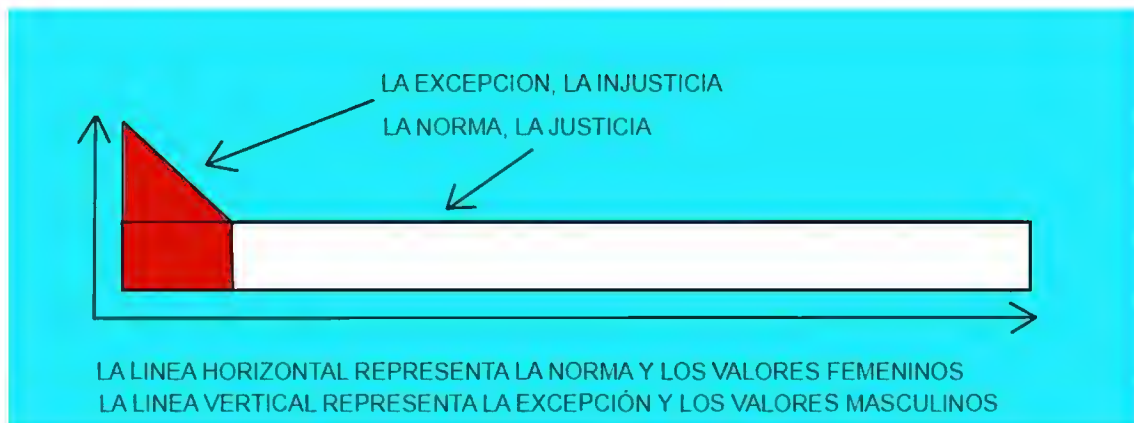 LA EXCEPCION, LA INJUSTICIA
LA NORMA, LA JUSTICIA
LA LINEA HORIZONTAL REPRESENTA LA NORMA Y LOS VALORES FEMENINOS
LA LINEA VERTICAL REPRESENTA LA EXCEPCIÓN Y LOS VALORES MASCULINOS